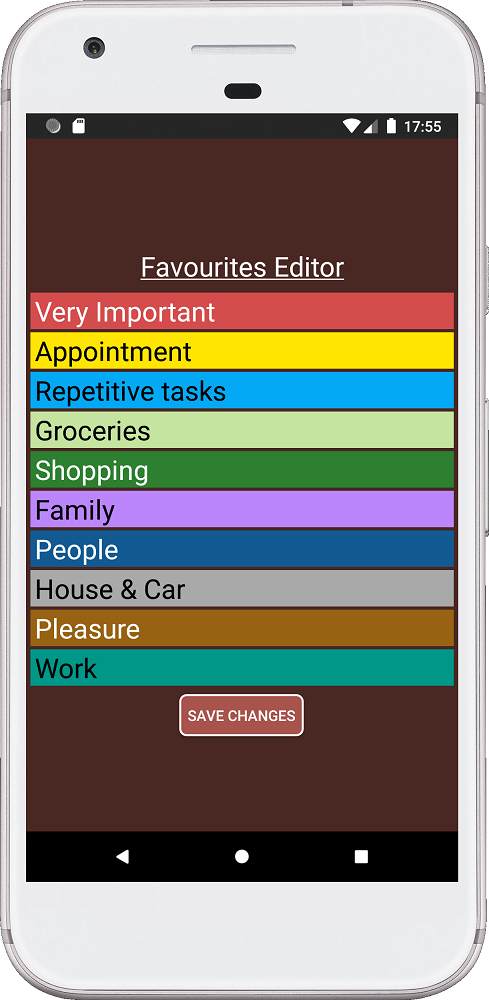 17:55
Favourites Editor
Very Important
Appointment
Repetitive tasks
Groceries
Shopping
Family
People
House & Car
Pleasure
Work
SAVE CHANGES